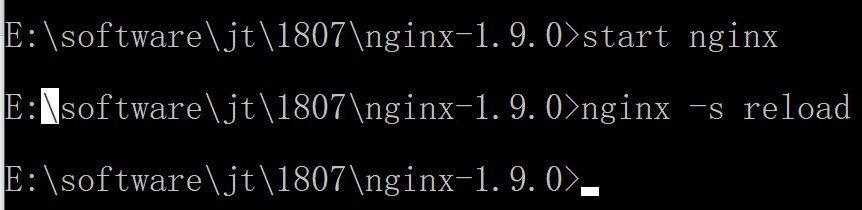 E:\software\jt\1807\nginx-1.9.0>start nginx
E:\software\jt\1807\nginx-1.9.0>nginx -s reload
E:\software\jt\1807\nginx-1.9.0>